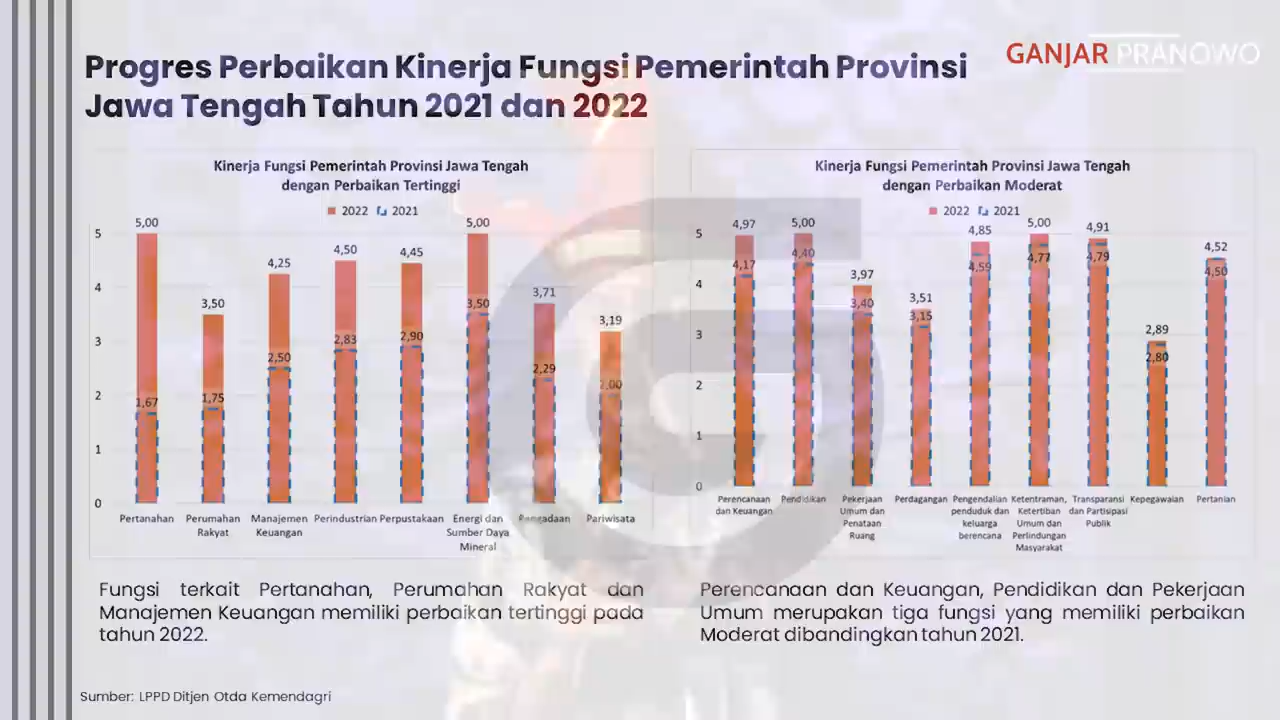 Progres Perbaikan Kinerja Fungsi Pemerintah Provinsi
Jawa Tengah Tahun 2021 dan 2022
GANJAR PRANOWO
Kinerja Fungsi Pemerintah Provinsi Jawa Tengah
dengan Perbaikan Tertinggi
2022 2021
5
4
3
2
1
0
5,00
3,50
4,25
4,50
4,45
5,00
3,71
3,19
1,67
1,75
2,50
2,83
2,90
3,50
2,29
2,00
Pertanahan
Perumahan
Rakyat
Manajemen
Keuangan
Perindustrian
Perpustakaan
Energi dan
Sumber Daya
Mineral
Pengadaan
Pariwisata
Fungsi terkait Pertanahan, Perumahan Rakyat dan
Manajemen Keuangan memiliki perbaikan tertinggi pada
tahun 2022.
Kinerja Fungsi Pemerintah Provinsi Jawa Tengah
dengan Perbaikan Moderat
2022 2021
5
4
3
2
1
0
4,97
5,00
3,97
3,51
4,85
5,00
4,91
2,89
4,52
4,17
4,40
3,40
3,15
4,59
4,77
4,79
2,80
4,50
Perencanaan
dan Keuangan
Pendidikan
Pekerjaan
Umum dan
Penataan
Ruang
Perdagangan
Pengendalian
penduduk dan
keluarga
berencana
Ketentraman,
Ketertiban
Umum dan
Perlindungan
Masyarakat
Transparansi
dan Partisipasi
Publik
Kepegawaian
Pertanian
Perencanaan dan Keuangan, Pendidikan dan Pekerjaan
Umum merupakan tiga fungsi yang memiliki perbaikan
Moderat dibandingkan tahun 2021.
Sumber: LPPD Ditjen Otda Kemendagri